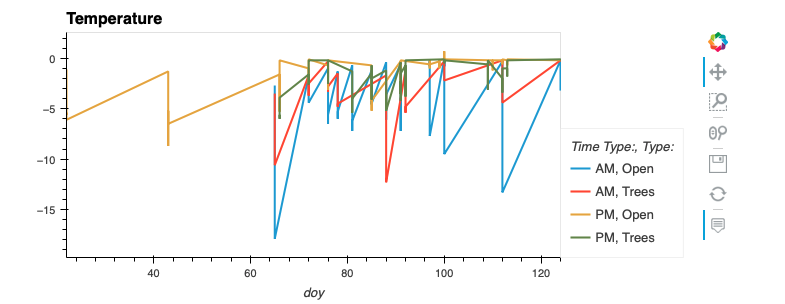 Temperature
0
−5
−10
−15
40
60
80
100
120
doy
Time Type:, Type:
AM, Open
AM, Trees
PM, Open
PM, Trees